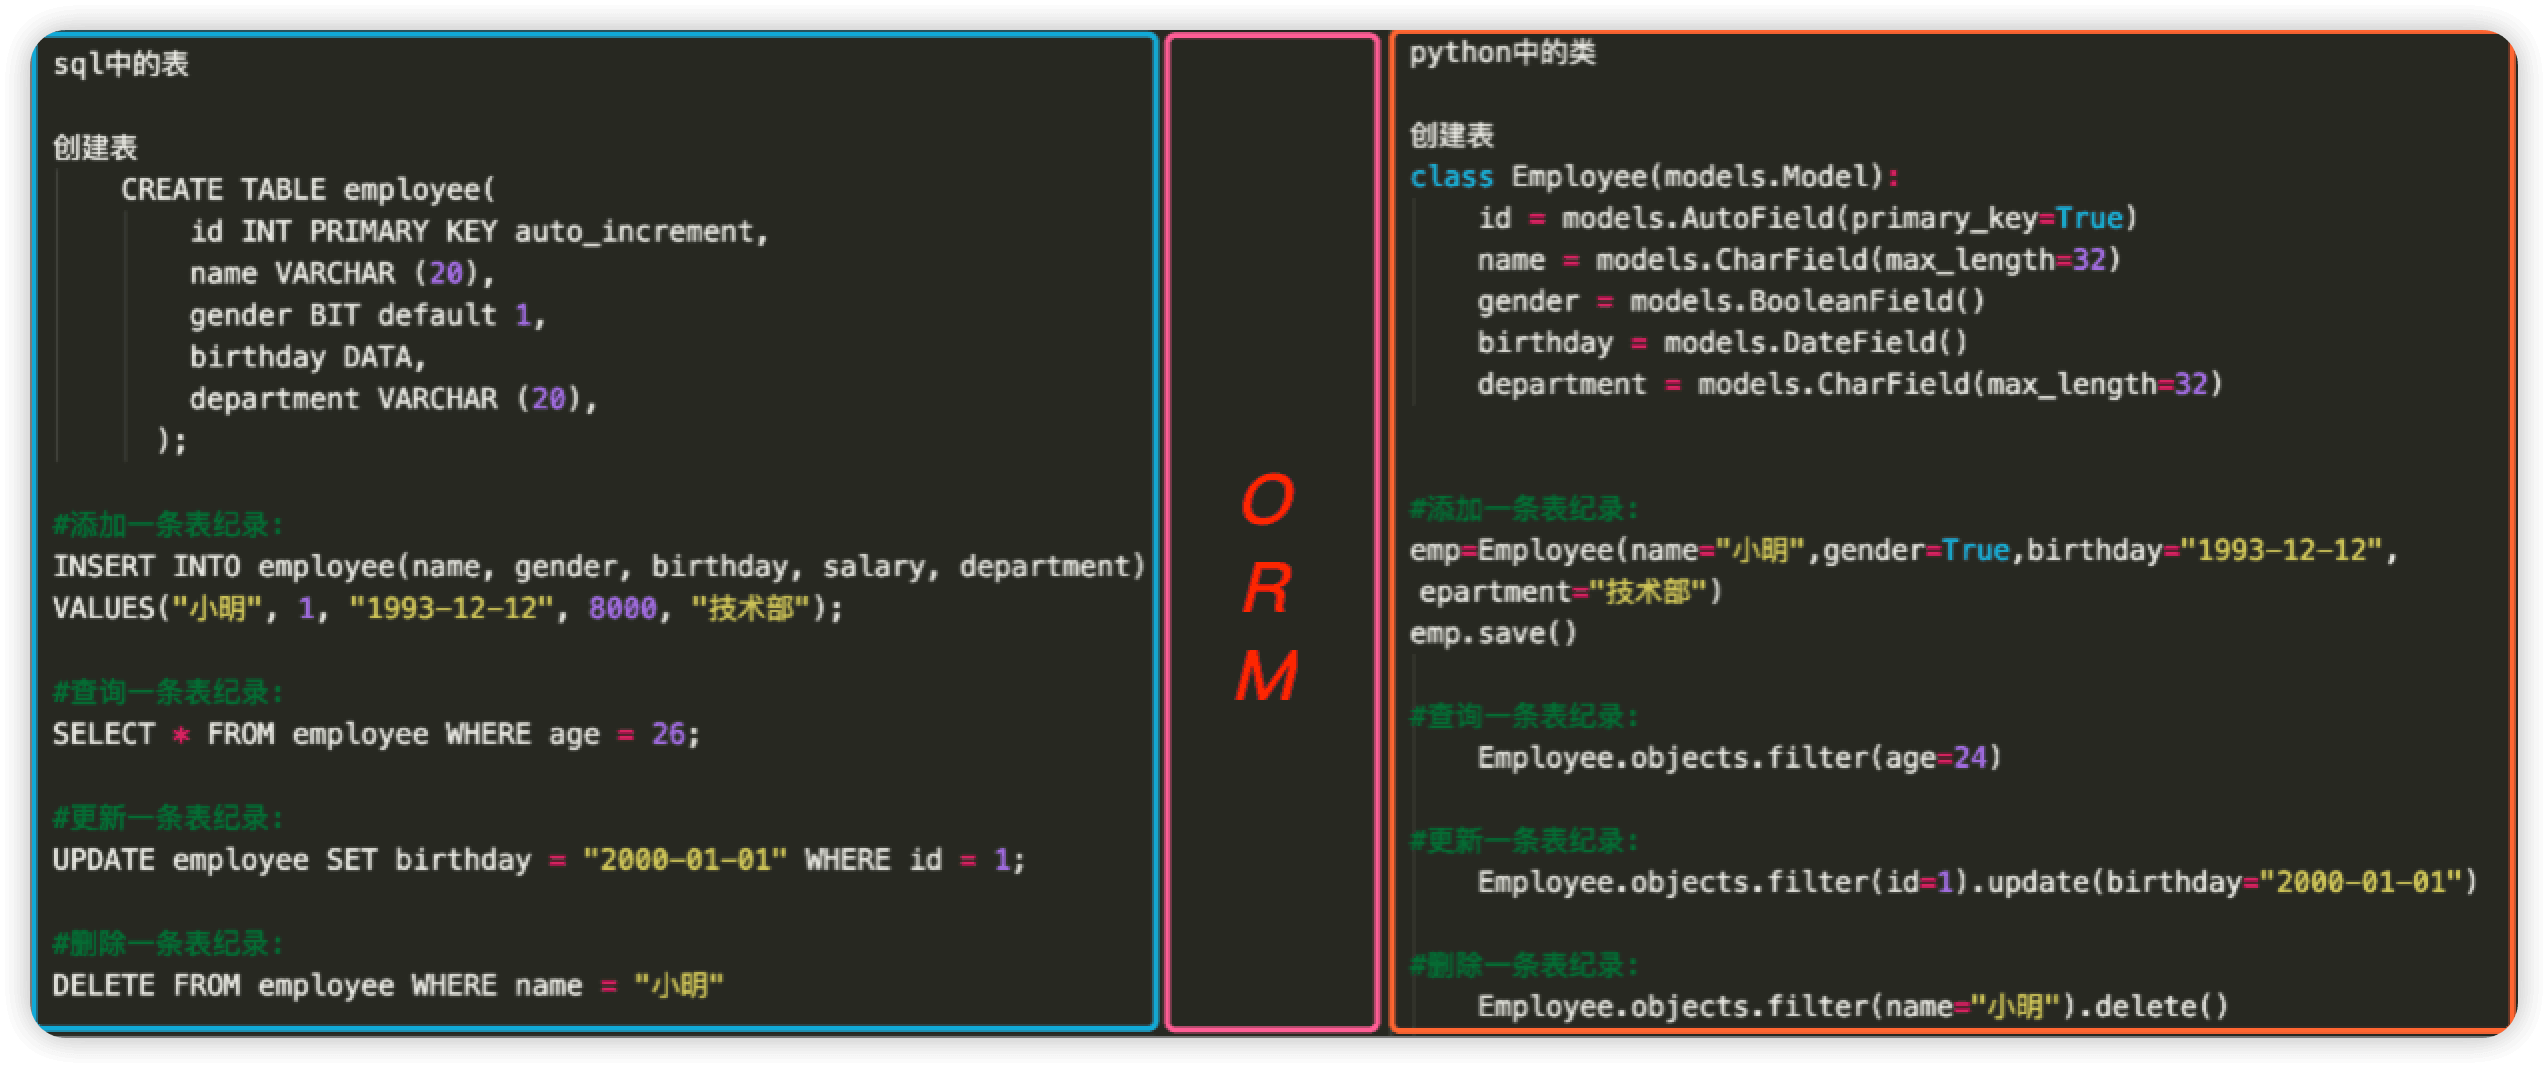 sql中的表
创建表
CREATE TABLE employee(
id INT PRIMARY KEY auto_increment,
name VARCHAR (20),
gender BIT default 1,
birthday DATA,
department VARCHAR (20),
);
#添加一条表纪录:
INSERT INTO employee(name, gender, birthday, salary, department)
VALUES("小明", 1, "1993-12-12", 8000, "技术部");
#查询一条表纪录:
SELECT * FROM employee WHERE age = 26;
#更新一条表纪录:
UPDATE employee SET birthday = "2000-01-01" WHERE id = 1;
#删除一条表纪录:
DELETE FROM employee WHERE name = "小明"
O
R
M
python中的类
创建表
class Employee(models.Model):
id = models.AutoField(primary_key=True)
name = models.CharField(max_length=32)
gender = models.BooleanField()
birthday = models.DateField()
department = models.CharField(max_length=32)
#添加一条表纪录:
emp=Employee(name="小明",gender=True,birthday="1993-12-12",
epartment="技术部")
emp.save()
#查询一条表纪录:
Employee.objects.filter(age=24)
#更新一条表纪录:
Employee.objects.filter(id=1).update(birthday="2000-01-01")
#删除一条表纪录:
Employee.objects.filter(name="小明").delete()